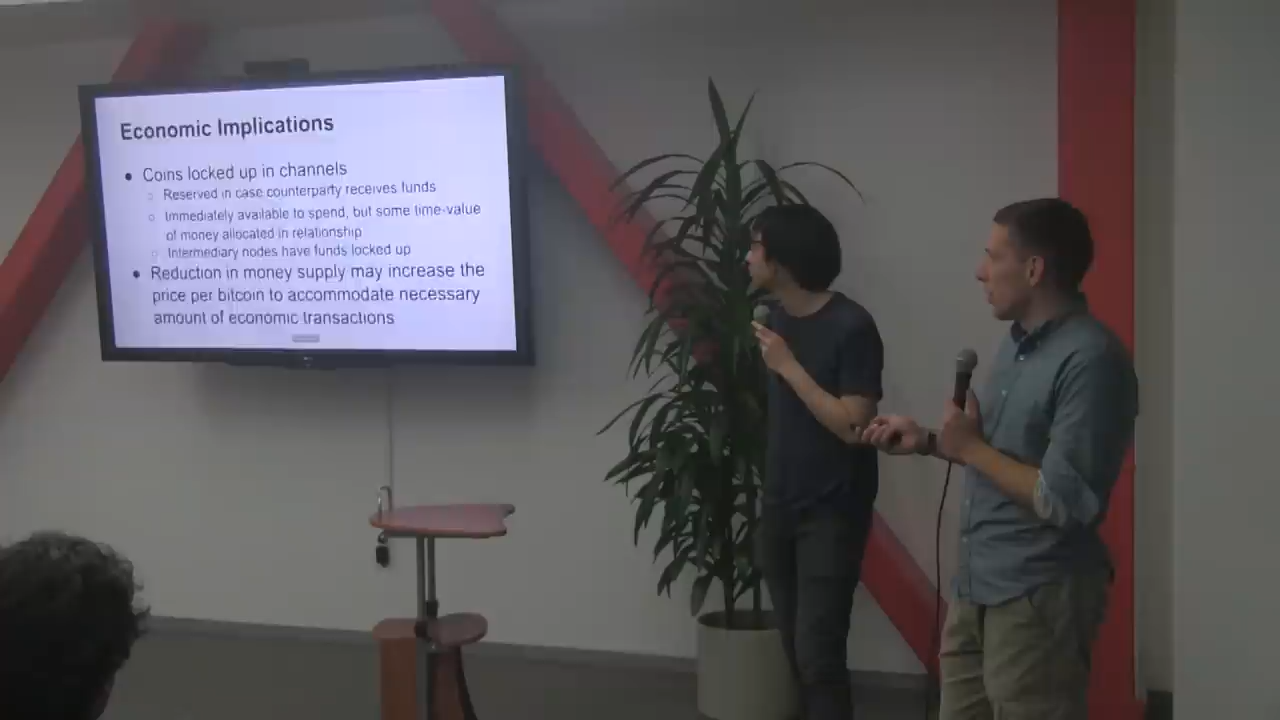 Economic Implications
Coins locked up in channels
Reserved in case counterparty receives funds
Immediately available to spend, but some time-value
of money allocated in relationship
Intermediary nodes have funds locked up
Reduction in money supply may increase the
price per bitcoin to accommodate necessary
amount of economic transactions